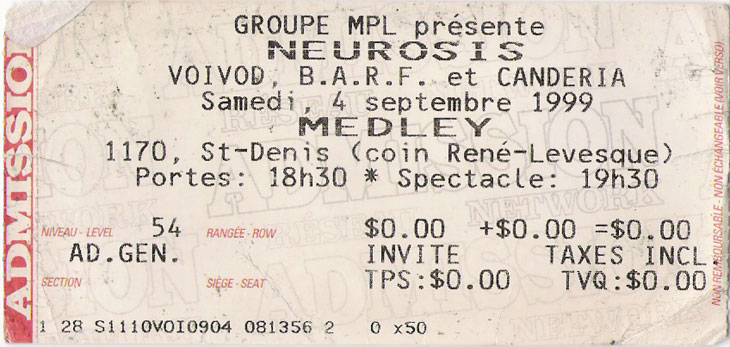 GROUPE MPL présente
NEUROSIS
VOIVOD, B.A.R.F. et CANDERIA
Samedi, 4 septembre 1999
MEDLEY
1170, St-Denis (coin René-Levesque)
Portes: 18h30 * Spectacle: 19h30
NIVEAU - LEVEL 54 RANGÉE - ROW $0.00 +$0.00 =$0.00
AD.GEN. INVITE TAXES INCL.
SECTION SIÈGE - SEAT TPS:$0.00 TVQ:$0.00
1 28 S1110VOI0904 081356 2 0 x50
ADMISSION
NON REMBOURSABLE - NON ÉCHANGEABLE (VOIR VERSO)
ADMISSION
RÉSEAU
NETWORK